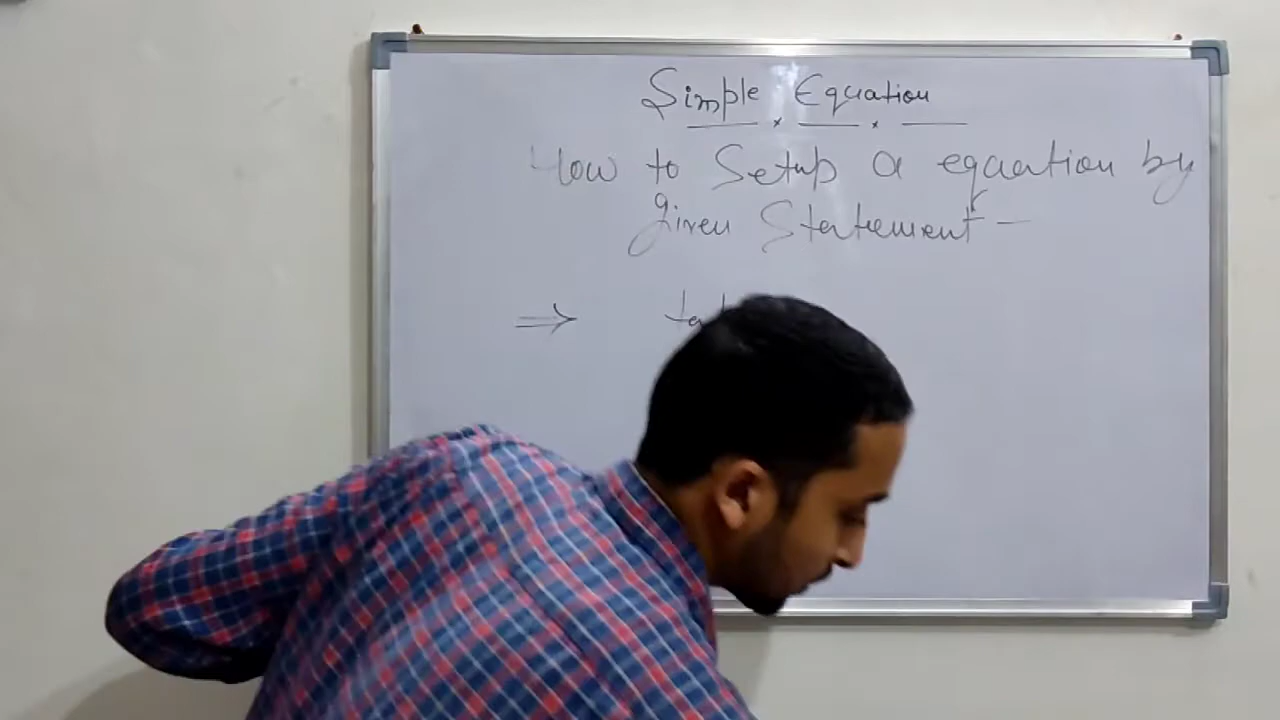 Simple Equation
How to Setup a equation by
given Statement -
⇒